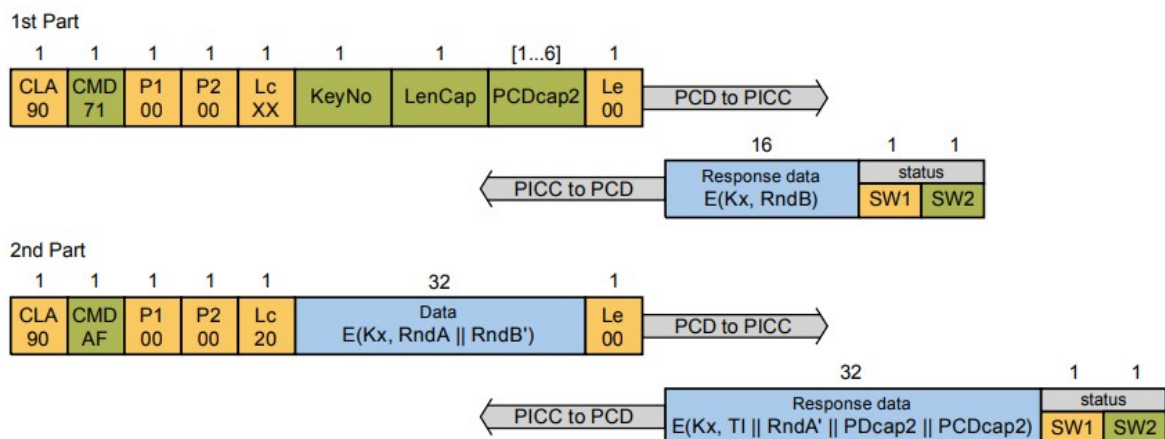 1st Part
1 1 1 1 1 1 1 [1...6] 1
CLA CMD P1 P2 Lc KeyNo LenCap PCDcap2 Le PCD to PICC
90 71 00 00 XX 00
16 1 1
PICC to PCD Response data status
E(Kx, RndB) SW1 SW2
2nd Part
1 1 1 1 1 32 1
CLA CMD P1 P2 Lc Data Le PCD to PICC
90 AF 00 00 20 E(Kx, RndA || RndB') 00
32 1 1
PICC to PCD Response data status
E(Kx, TI || RndA' || PDcap2 || PCDcap2) SW1 SW2